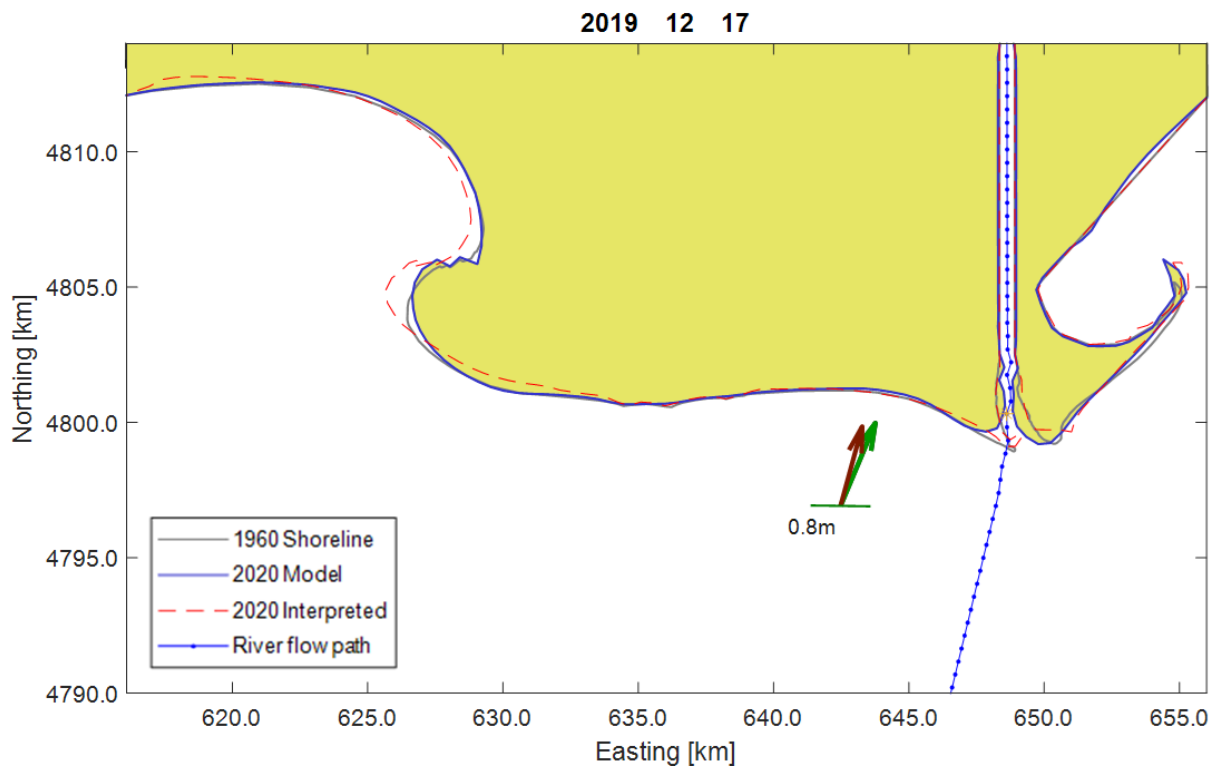 2019 12 17
4810.0
4805.0
4800.0
4795.0
4790.0
Northing [km]
0.8m
1960 Shoreline
2020 Model
2020 Interpreted
River flow path
620.0 625.0 630.0 635.0 640.0 645.0 650.0 655.0
Easting [km]